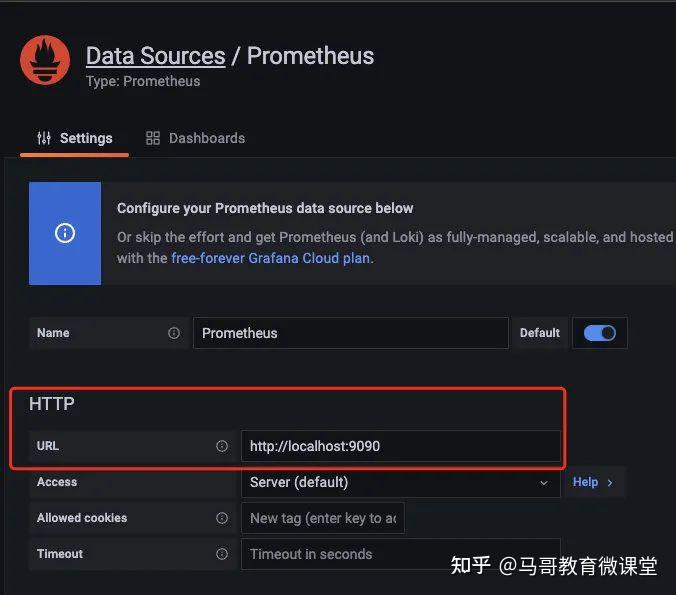 Data Sources / Prometheus
Type: Prometheus
Settings
Dashboards
Configure your Prometheus data source below
Or skip the effort and get Prometheus (and Loki) as fully-managed, scalable, and hosted
with the free-forever Grafana Cloud plan.
Name
Prometheus
Default
HTTP
URL
http://localhost:9090
Access
Server (default)
Help
Allowed cookies
New tag (enter key to ac
Timeout
Timeout in seconds
知乎 @马哥教育微课堂